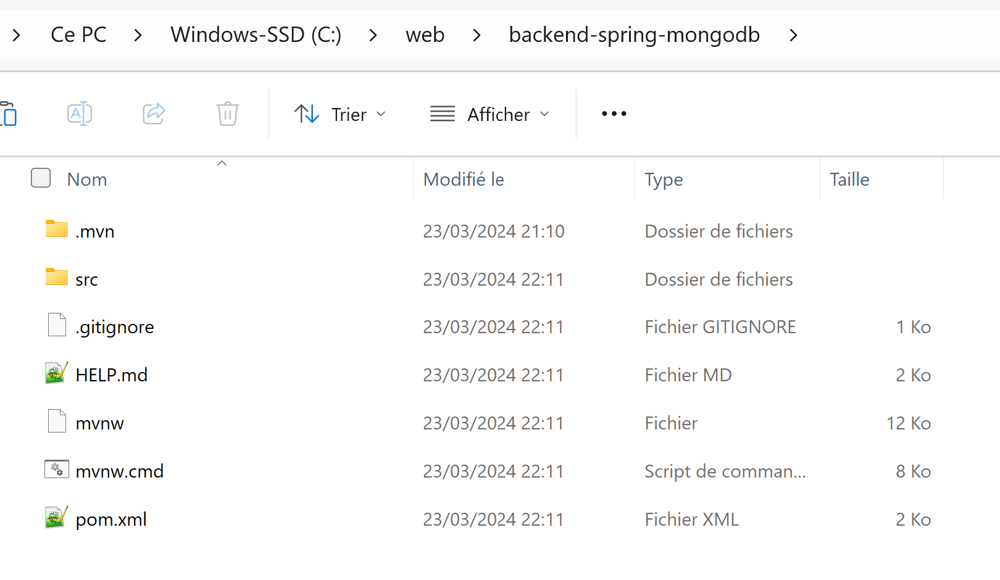 Ce PC > Windows-SSD (C:) > web > backend-spring-mongodb >
Trier Afficher
Nom Modifié le Type Taille
.mvn 23/03/2024 21:10 Dossier de fichiers
src 23/03/2024 22:11 Dossier de fichiers
.gitignore 23/03/2024 22:11 Fichier GITIGNORE 1 Ko
HELP.md 23/03/2024 22:11 Fichier MD 2 Ko
mvnw 23/03/2024 22:11 Fichier 12 Ko
mvnw.cmd 23/03/2024 22:11 Script de comman... 8 Ko
pom.xml 23/03/2024 22:11 Fichier XML 2 Ko